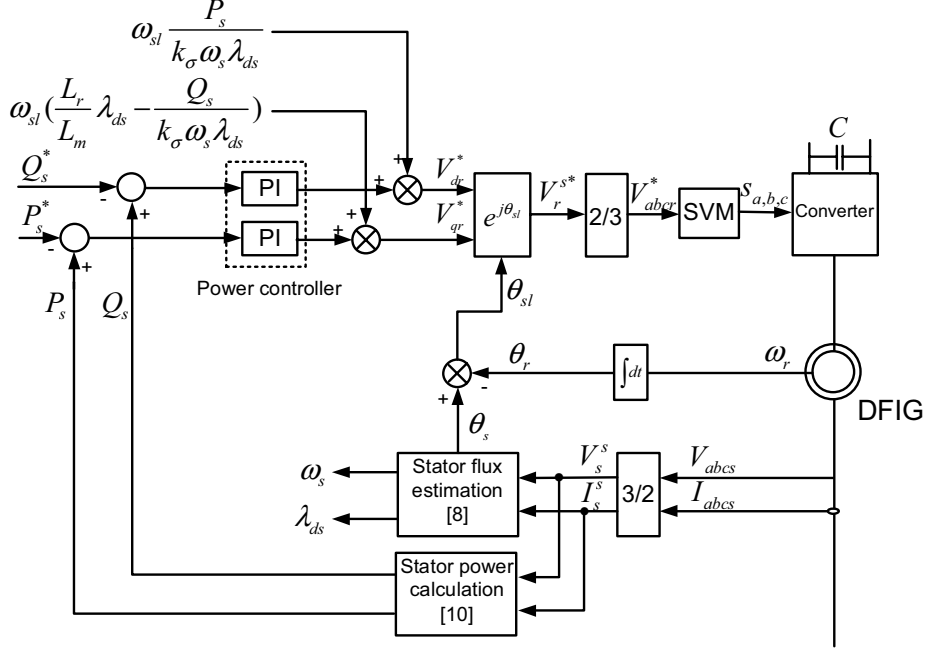 ω_sl P_s / k_σ ω_s λ_ds
ω_sl (L_r / L_m λ_ds − Q_s / k_σ ω_s λ_ds)
C
Q_s^*
- +
PI
+ +
V_dr^*
e^{jθ_sl}
V_r^{s*}
2/3
V_abcr^*
SVM
s_{a,b,c}
Converter
P_s^*
- +
PI
+ +
V_qr^*
Power controller
P_s
Q_s
θ_sl
θ_r
∫dt
ω_r
+ -
DFIG
θ_s
ω_s
λ_ds
Stator flux
estimation
[8]
V_s^s
I_s^s
3/2
V_abcs
I_abcs
Stator power
calculation
[10]